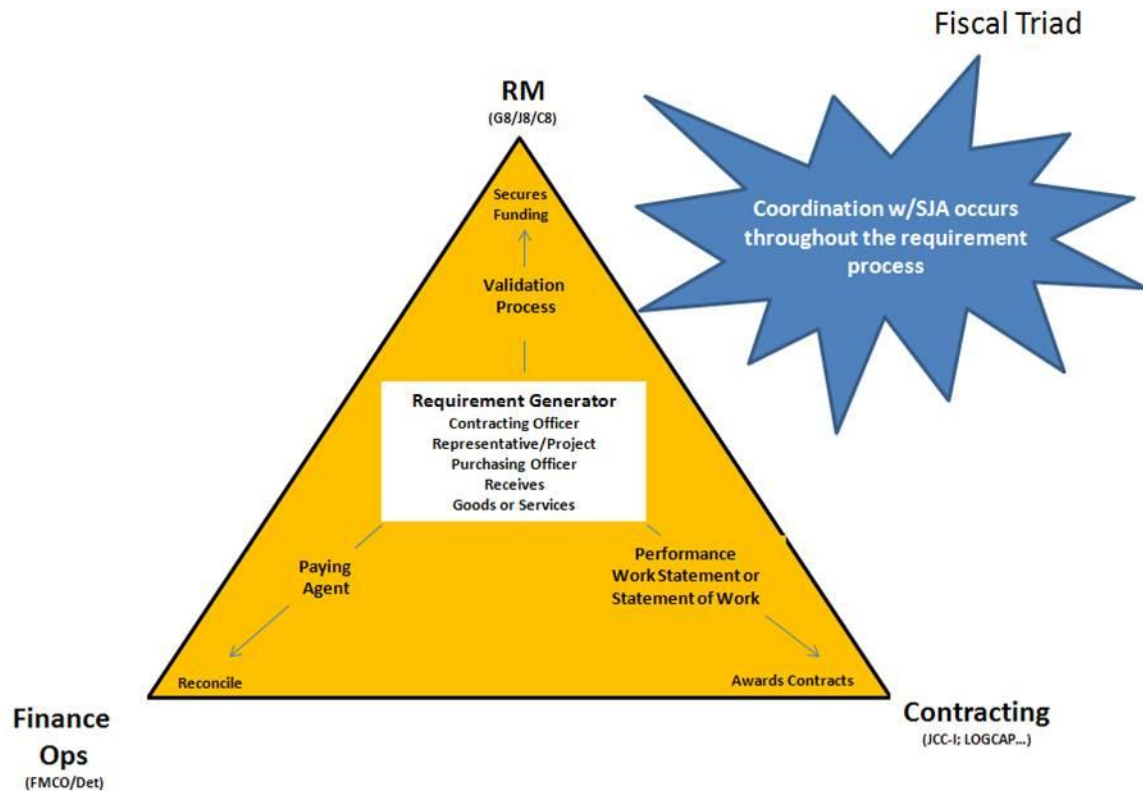 Fiscal Triad
RM
(G8/J8/C8)
Secures
Funding
Coordination w/SJA occurs
throughout the requirement
process
Validation
Process
Requirement Generator
Contracting Officer
Representative/Project
Purchasing Officer
Receives
Goods or Services
Paying
Agent
Performance
Work Statement or
Statement of Work
Reconcile
Awards Contracts
Finance
Ops
(FMCO/Det)
Contracting
(JCC-I; LOGCAP...)